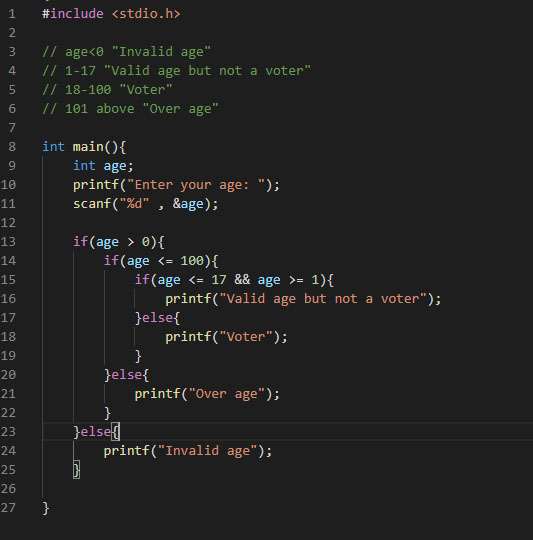 1 #include <stdio.h>
2
3 // age<0 "Invalid age"
4 // 1-17 "Valid age but not a voter"
5 // 18-100 "Voter"
6 // 101 above "Over age"
7
8 int main(){
9     int age;
10     printf("Enter your age: ");
11     scanf("%d" , &age);
12
13     if(age > 0){
14         if(age <= 100){
15             if(age <= 17 && age >= 1){
16                 printf("Valid age but not a voter");
17             }else{
18                 printf("Voter");
19             }
20         }else{
21             printf("Over age");
22         }
23     }else{
24         printf("Invalid age");
25     }
26
27 }